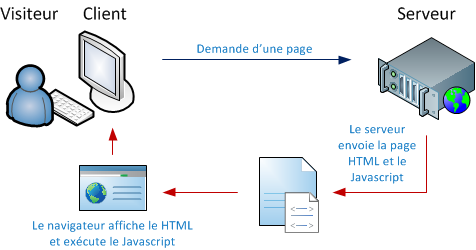 Visiteur
Client
Serveur
Demande d'une page
Le serveur
envoie la page
HTML et le
Javascript
Le navigateur affiche le HTML
et exécute le Javascript